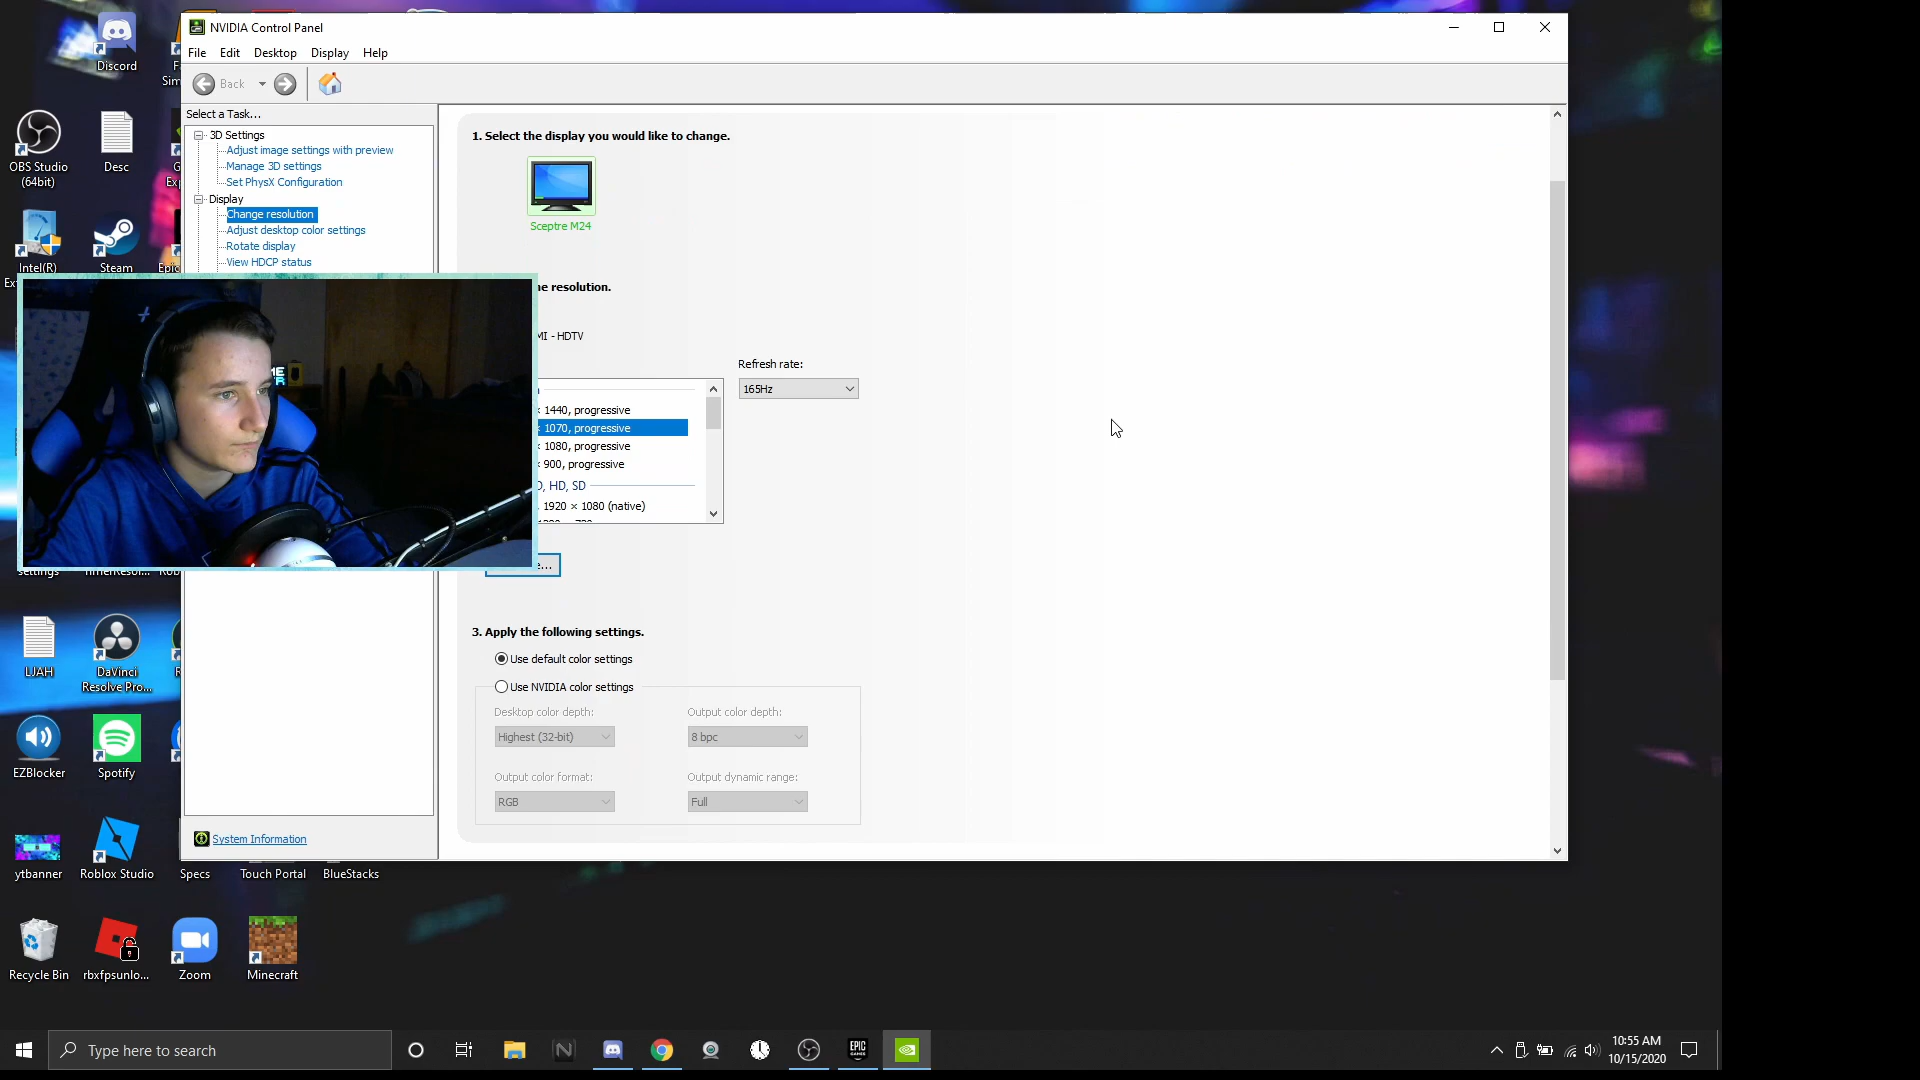 NVIDIA Control Panel
File Edit Desktop Display Help
Back
Select a Task...
3D Settings
Adjust image settings with preview
Manage 3D settings
Set PhysX Configuration
Display
Change resolution
Adjust desktop color settings
Rotate display
View HDCP status
System Information
1. Select the display you would like to change.
Sceptre M24
resolution.
- HDTV
Refresh rate:
165Hz
× 1440, progressive
× 1070, progressive
× 1080, progressive
× 900, progressive
HD, SD
1920 × 1080 (native)
3. Apply the following settings.
Use default color settings
Use NVIDIA color settings
Desktop color depth:
Output color depth:
Highest (32-bit)
8 bpc
Output color format:
Output dynamic range:
RGB
Full
Discord
OBS Studio
(64bit)
Desc
Intel(R)
Steam
LJAH
DaVinci
Resolve Pro...
EZBlocker
Spotify
ytbanner
Roblox Studio
Specs
Touch Portal
BlueStacks
Recycle Bin
rbxfpsunlo...
Zoom
Minecraft
Type here to search
EPIC
GAMES
10:55 AM
10/15/2020